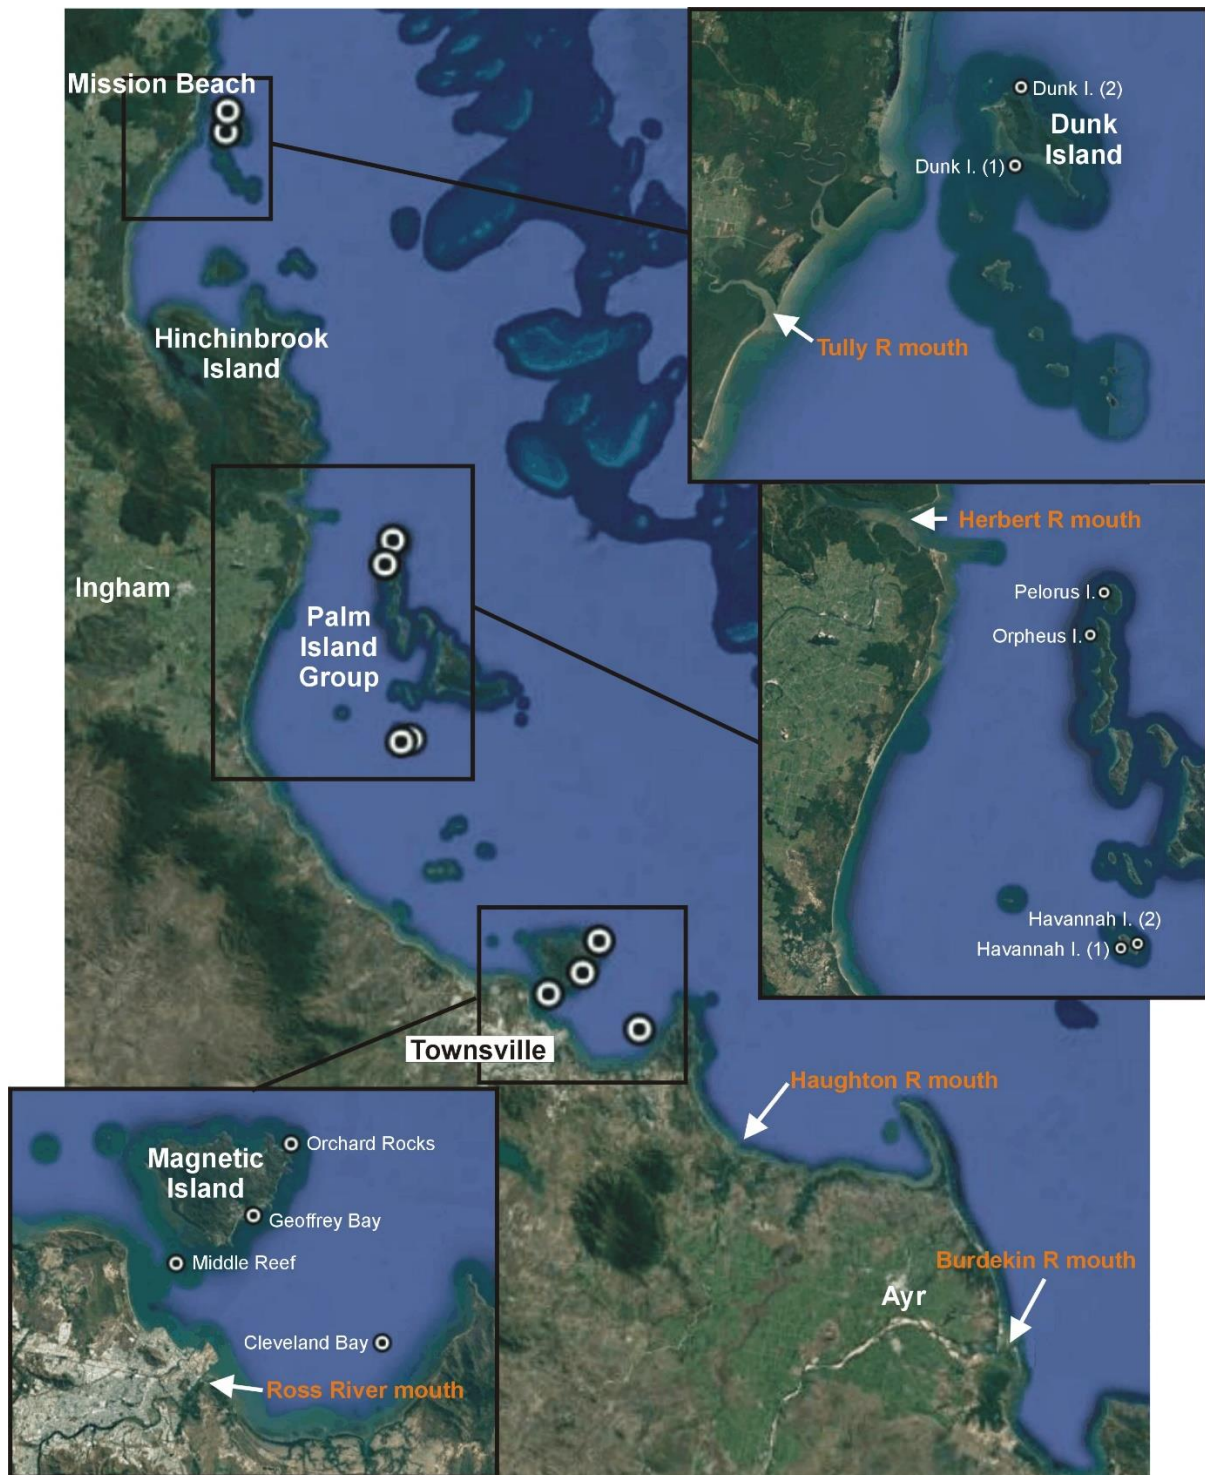 Mission Beach
Dunk I. (2)
Dunk
Island
Dunk I. (1)
Tully R mouth
Hinchinbrook
Island
Herbert R mouth
Ingham
Pelorus I.
Orpheus I.
Palm
Island
Group
Havannah I. (2)
Havannah I. (1)
Townsville
Haughton R mouth
Orchard Rocks
Magnetic
Island
Geoffrey Bay
Middle Reef
Burdekin R mouth
Ayr
Cleveland Bay
Ross River mouth